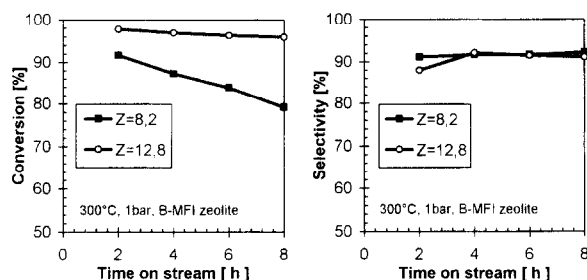 Conversion [%]
100
90
80
70
60
50
Z=8,2
Z=12,8
300°C, 1bar, B-MFI zeolite
0 2 4 6 8
Time on stream [ h ]
Selectivity [%]
100
90
80
70
60
50
Z=8,2
Z=12,8
300°C, 1bar, B-MFI zeolite
0 2 4 6 8
Time on stream [ h ]